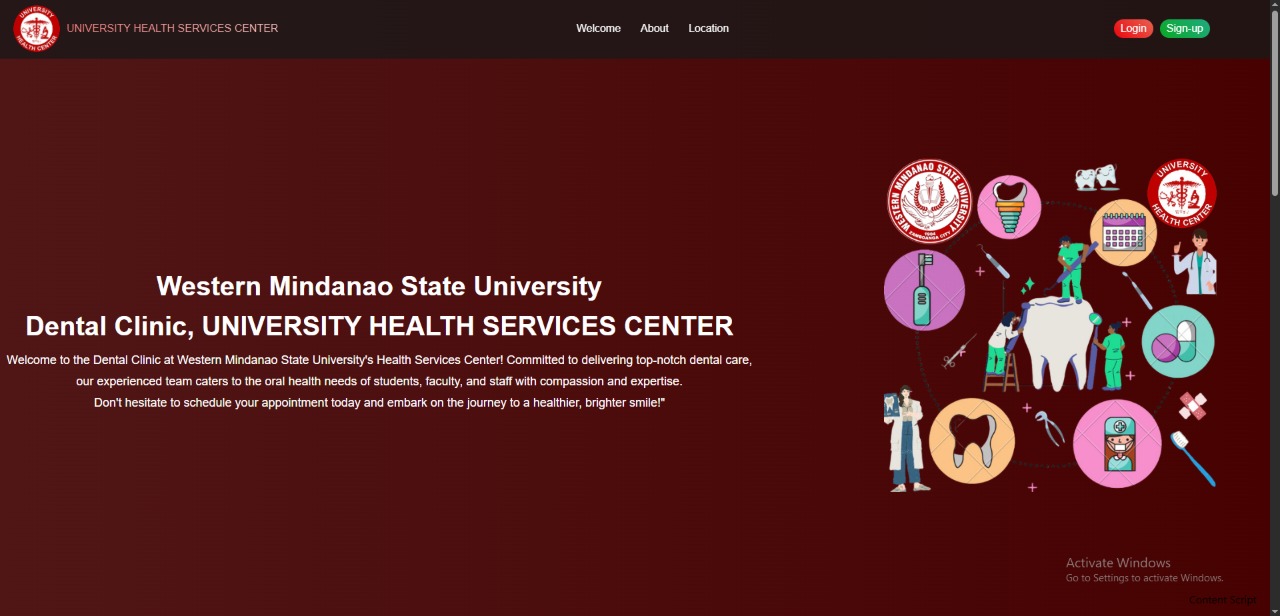 UNIVERSITY HEALTH CENTER
UNIVERSITY HEALTH SERVICES CENTER
Welcome
About
Location
Login
Sign-up
WESTERN MINDANAO STATE UNIVERSITY
ZAMBOANGA CITY
UNIVERSITY HEALTH CENTER
Western Mindanao State University
Dental Clinic, UNIVERSITY HEALTH SERVICES CENTER
Welcome to the Dental Clinic at Western Mindanao State University's Health Services Center! Committed to delivering top-notch dental care,
our experienced team caters to the oral health needs of students, faculty, and staff with compassion and expertise.
Don't hesitate to schedule your appointment today and embark on the journey to a healthier, brighter smile!"
Activate Windows
Go to Settings to activate Windows.
Content Script